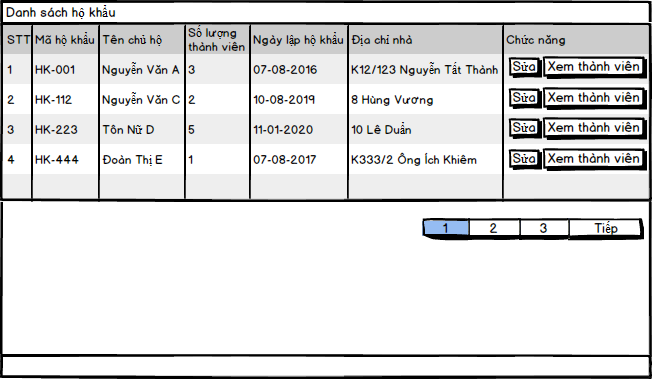 Danh sách hộ khẩu
STT Mã hộ khẩu Tên chủ hộ Số lượng thành viên Ngày lập hộ khẩu Địa chỉ nhà Chức năng
1 HK-001 Nguyễn Văn A 3 07-08-2016 K12/123 Nguyễn Tất Thành Sửa Xem thành viên
2 HK-112 Nguyễn Văn C 2 10-08-2019 8 Hùng Vương Sửa Xem thành viên
3 HK-223 Tôn Nữ D 5 11-01-2020 10 Lê Duẩn Sửa Xem thành viên
4 HK-444 Đoàn Thị E 1 07-08-2017 K333/2 Ông Ích Khiêm Sửa Xem thành viên
1 2 3 Tiếp